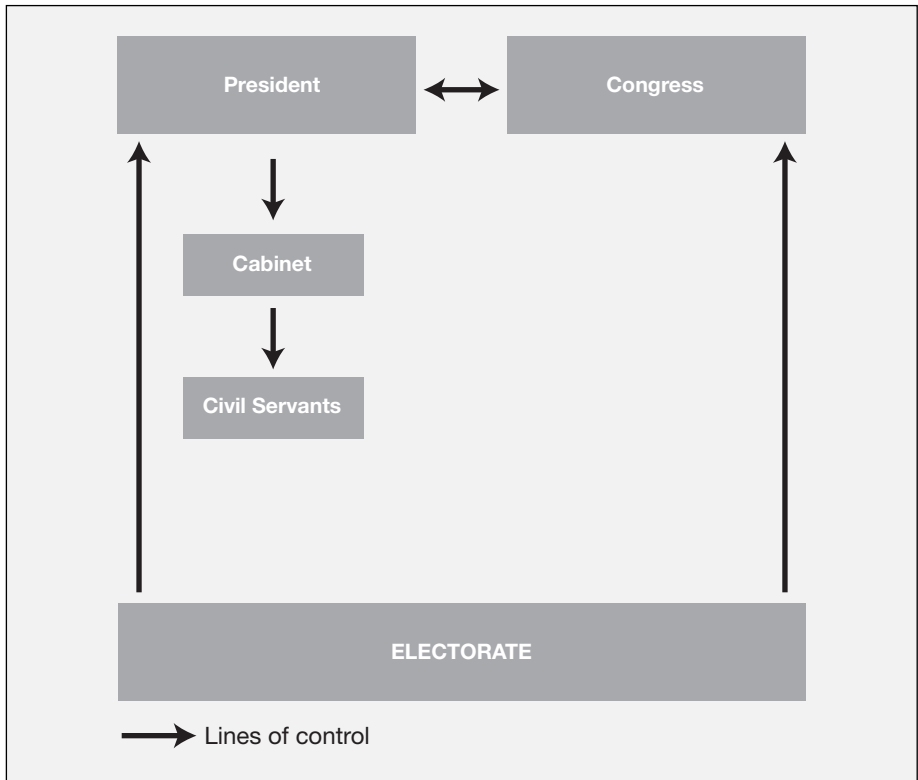 President
Congress
Cabinet
Civil Servants
ELECTORATE
Lines of control